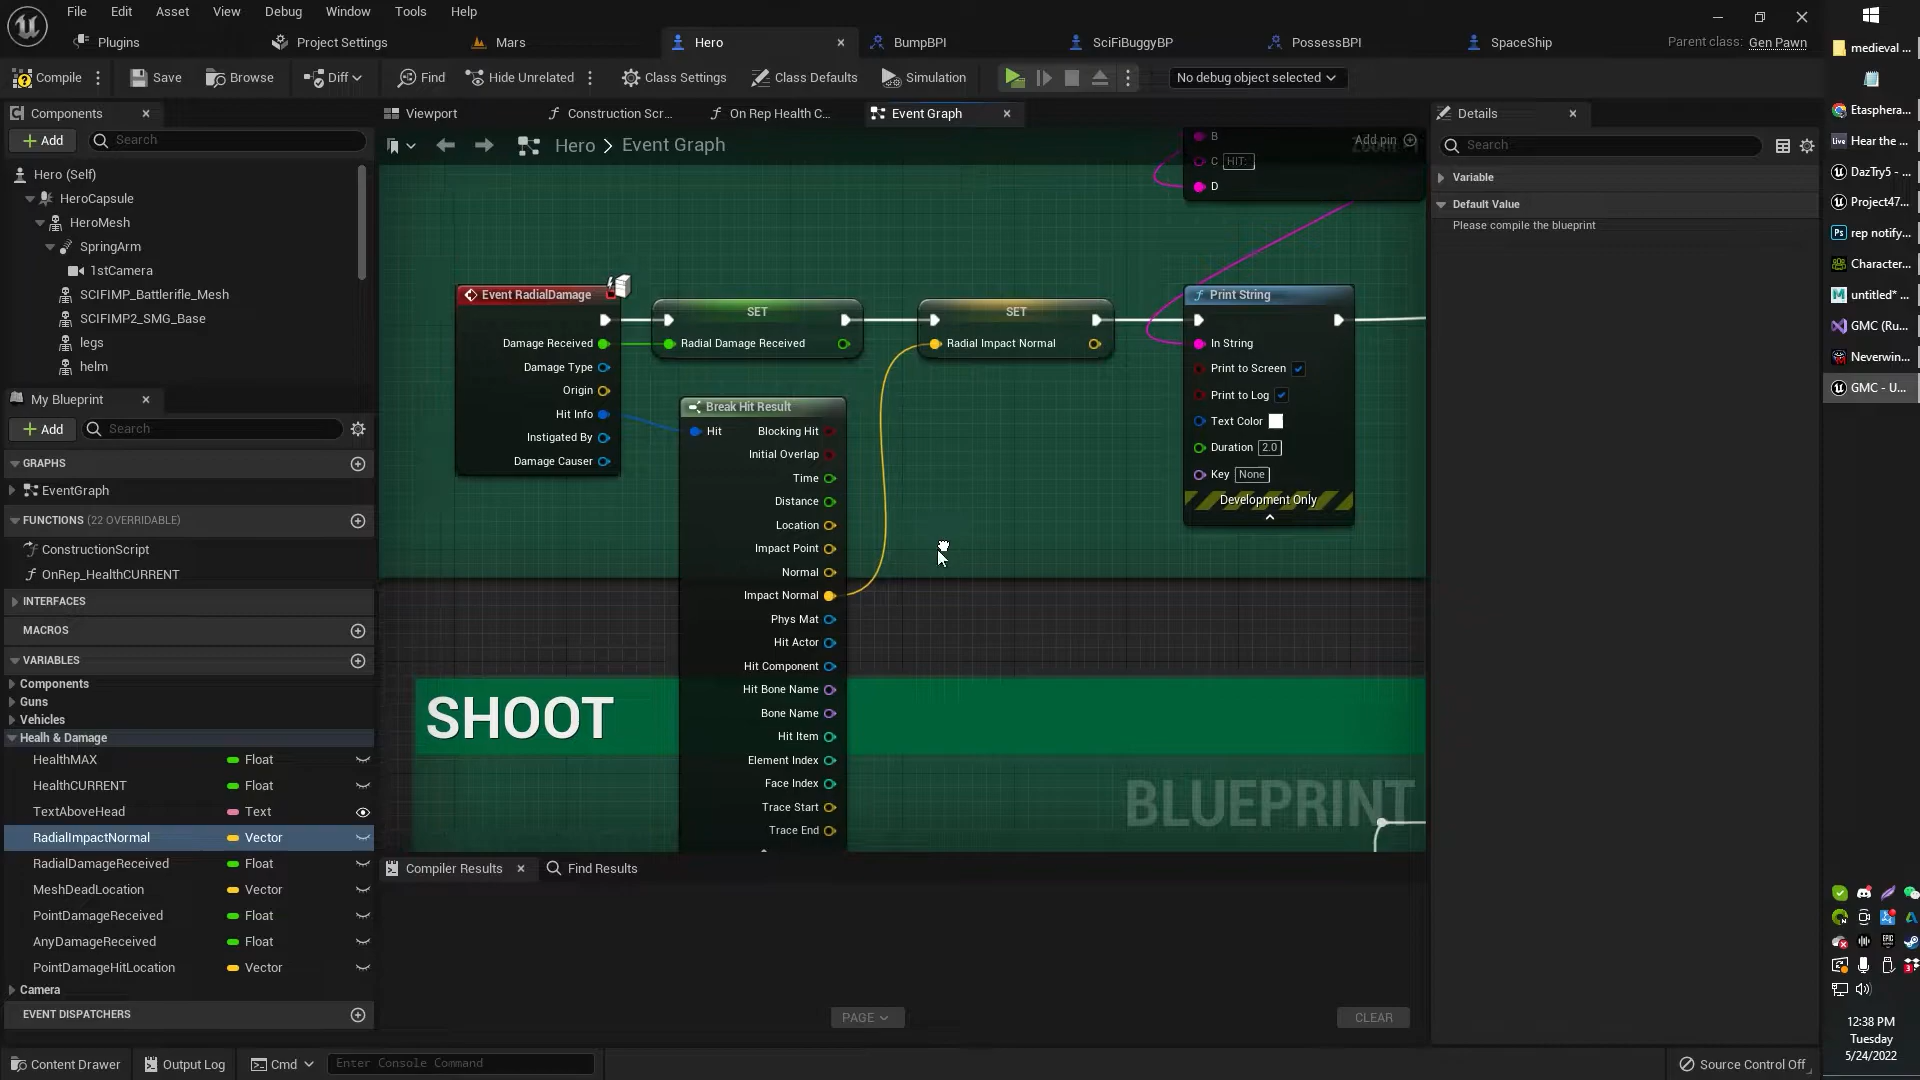 File Edit Asset View Debug Window Tools Help
Plugins Project Settings Mars Hero BumpBPI SciFiBuggyBP PossessBPI SpaceShip Parent class: Gen Pawn
Compile Save Browse Diff Find Hide Unrelated Class Settings Class Defaults Simulation No debug object selected
Components
Add Search
Hero (Self)
HeroCapsule
HeroMesh
SpringArm
1stCamera
SCIFIMP_Battlerifle_Mesh
SCIFIMP2_SMG_Base
legs
helm
My Blueprint
Add Search
GRAPHS
EventGraph
FUNCTIONS (22 OVERRIDABLE)
ConstructionScript
OnRep_HealthCURRENT
INTERFACES
MACROS
VARIABLES
Components
Guns
Vehicles
Healh & Damage
HealthMAX Float
HealthCURRENT Float
TextAboveHead Text
RadialImpactNormal Vector
RadialDamageReceived Float
MeshDeadLocation Vector
PointDamageReceived Float
AnyDamageReceived Float
PointDamageHitLocation Vector
Camera
EVENT DISPATCHERS
Viewport Construction Scr... On Rep Health C... Event Graph
Hero > Event Graph
B Add pin
C HIT:
D
Event RadialDamage
Damage Received
Damage Type
Origin
Hit Info
Instigated By
Damage Causer
SET
Radial Damage Received
SET
Radial Impact Normal
Break Hit Result
Hit Blocking Hit
Initial Overlap
Time
Distance
Location
Impact Point
Normal
Impact Normal
Phys Mat
Hit Actor
Hit Component
Hit Bone Name
Bone Name
Hit Item
Element Index
Face Index
Trace Start
Trace End
Print String
In String
Print to Screen
Print to Log
Text Color
Duration 2.0
Key None
Development Only
SHOOT
BLUEPRINT
Compiler Results Find Results
PAGE CLEAR
Details
Search
Variable
Default Value
Please compile the blueprint
medieval ...
Etasphera...
Hear the ...
DazTry5 - ...
Project47...
rep notify...
Character...
untitled* ...
GMC (Ru...
Neverwin...
GMC - U...
12:38 PM
Tuesday
5/24/2022
Content Drawer Output Log Cmd Enter Console Command Source Control Off